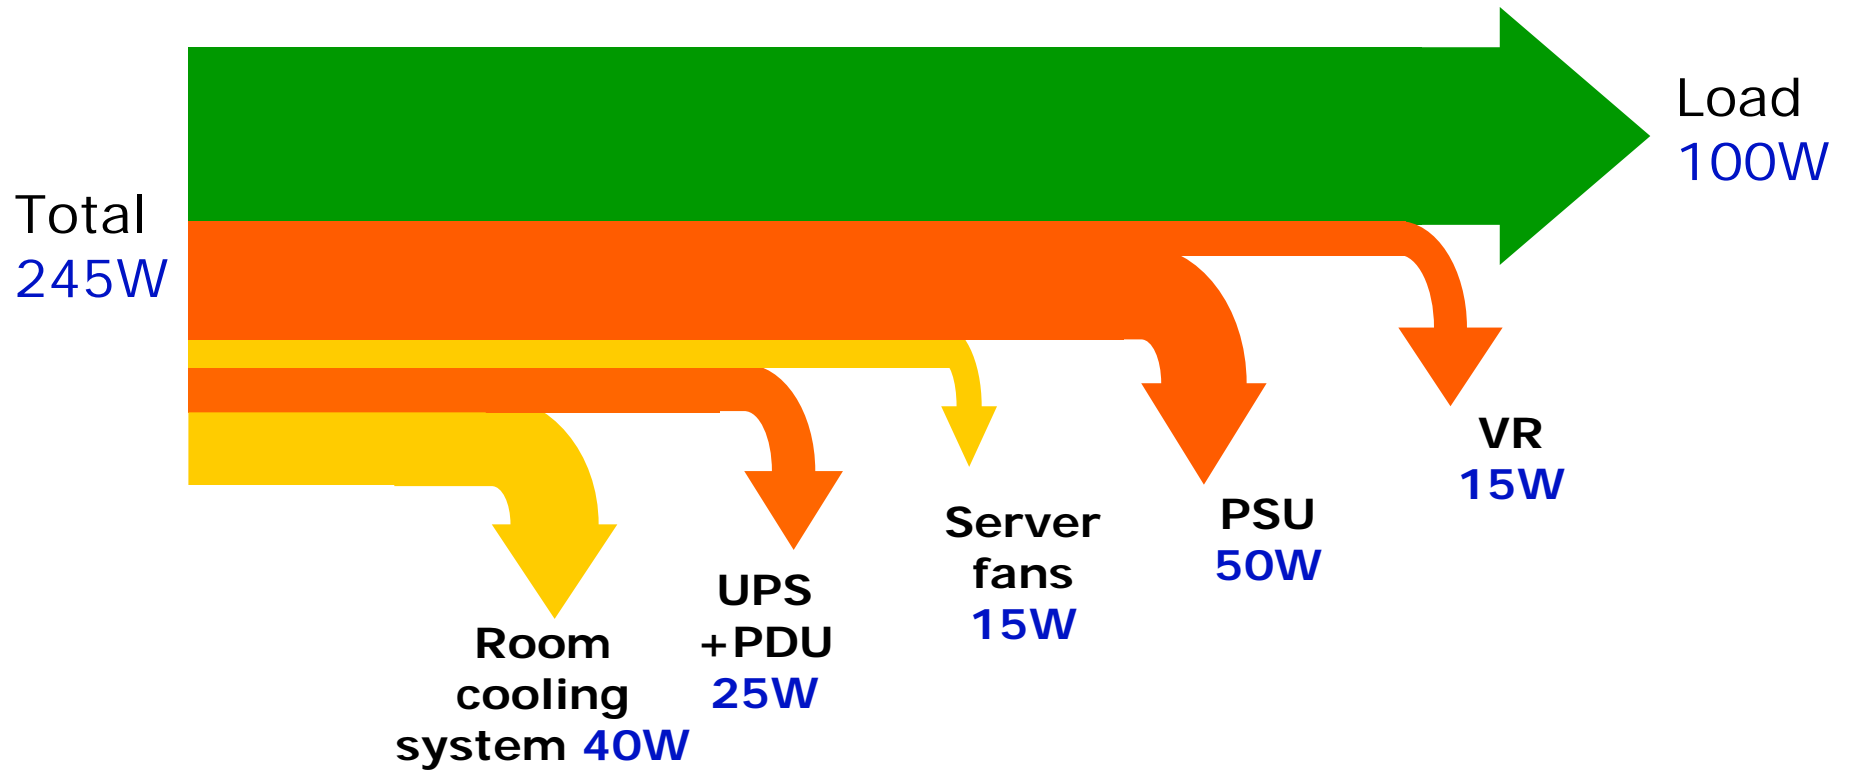 Total
245W
Load
100W
Room
cooling
system 40W
UPS
+PDU
25W
Server
fans
15W
PSU
50W
VR
15W